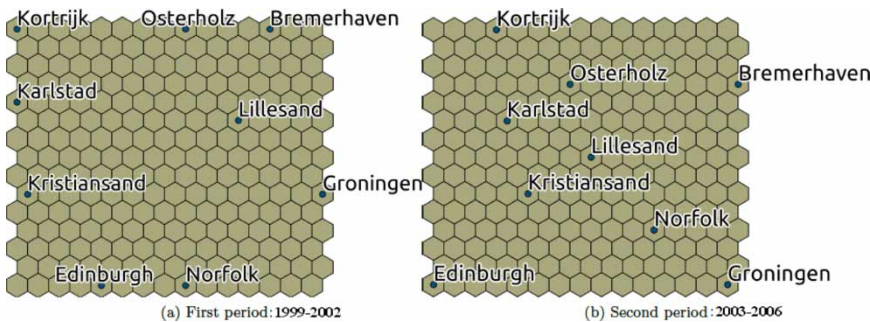 Kortrijk Osterholz Bremerhaven
Karlstad
Lillesand
Kristiansand Groningen
Edinburgh Norfolk
(a) First period:1999-2002
Kortrijk
Osterholz Bremerhaven
Karlstad
Lillesand
Kristiansand
Norfolk
Edinburgh Groningen
(b) Second period:2003-2006